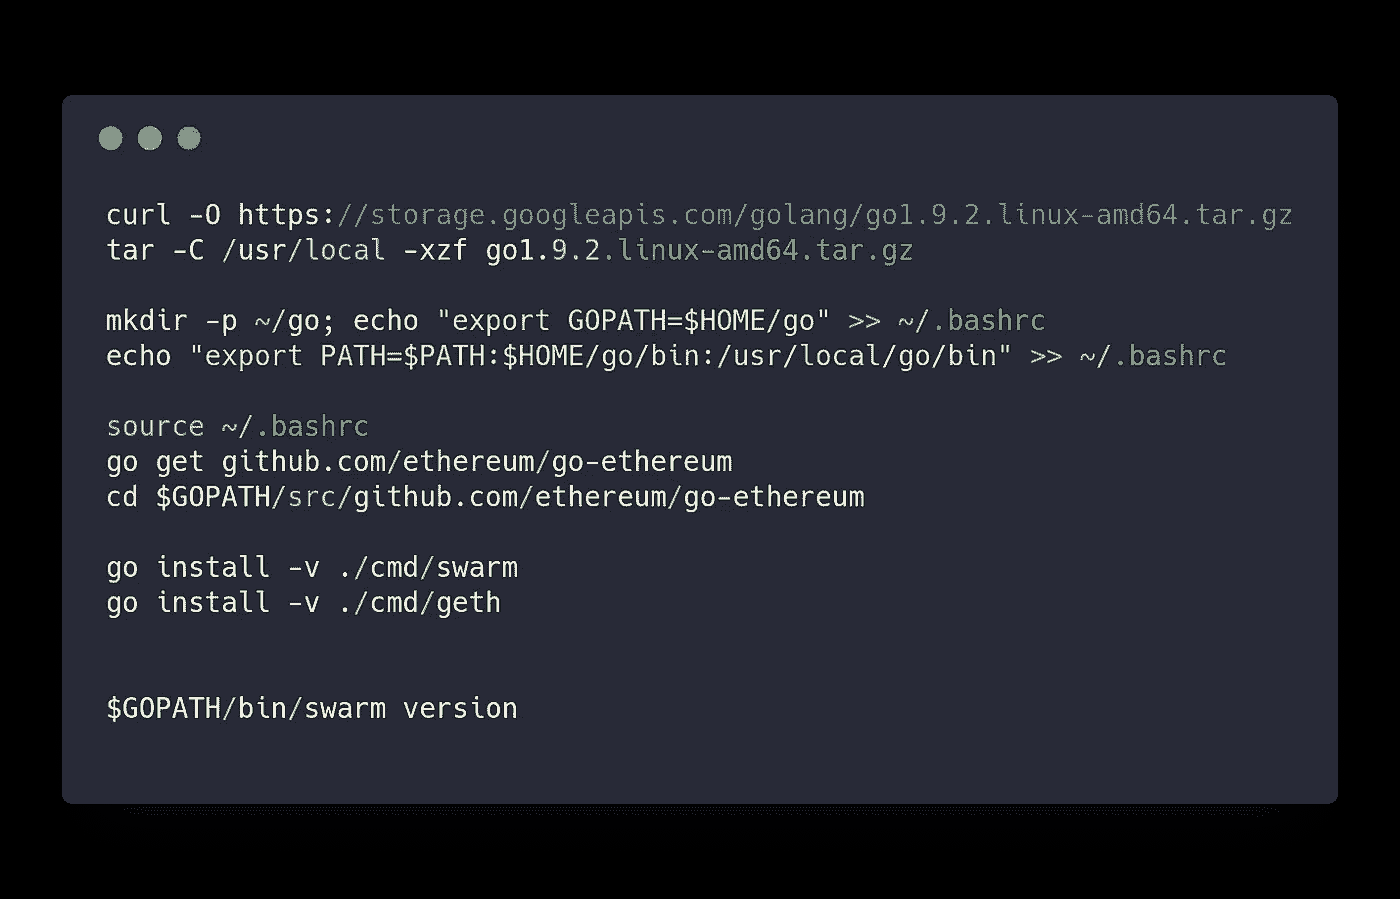 curl -O https://storage.googleapis.com/golang/go1.9.2.linux-amd64.tar.gz
tar -C /usr/local -xzf go1.9.2.linux-amd64.tar.gz
mkdir -p ~/go; echo "export GOPATH=$HOME/go" >> ~/.bashrc
echo "export PATH=$PATH:$HOME/go/bin:/usr/local/go/bin" >> ~/.bashrc
source ~/.bashrc
go get github.com/ethereum/go-ethereum
cd $GOPATH/src/github.com/ethereum/go-ethereum
go install -v ./cmd/swarm
go install -v ./cmd/geth
$GOPATH/bin/swarm version